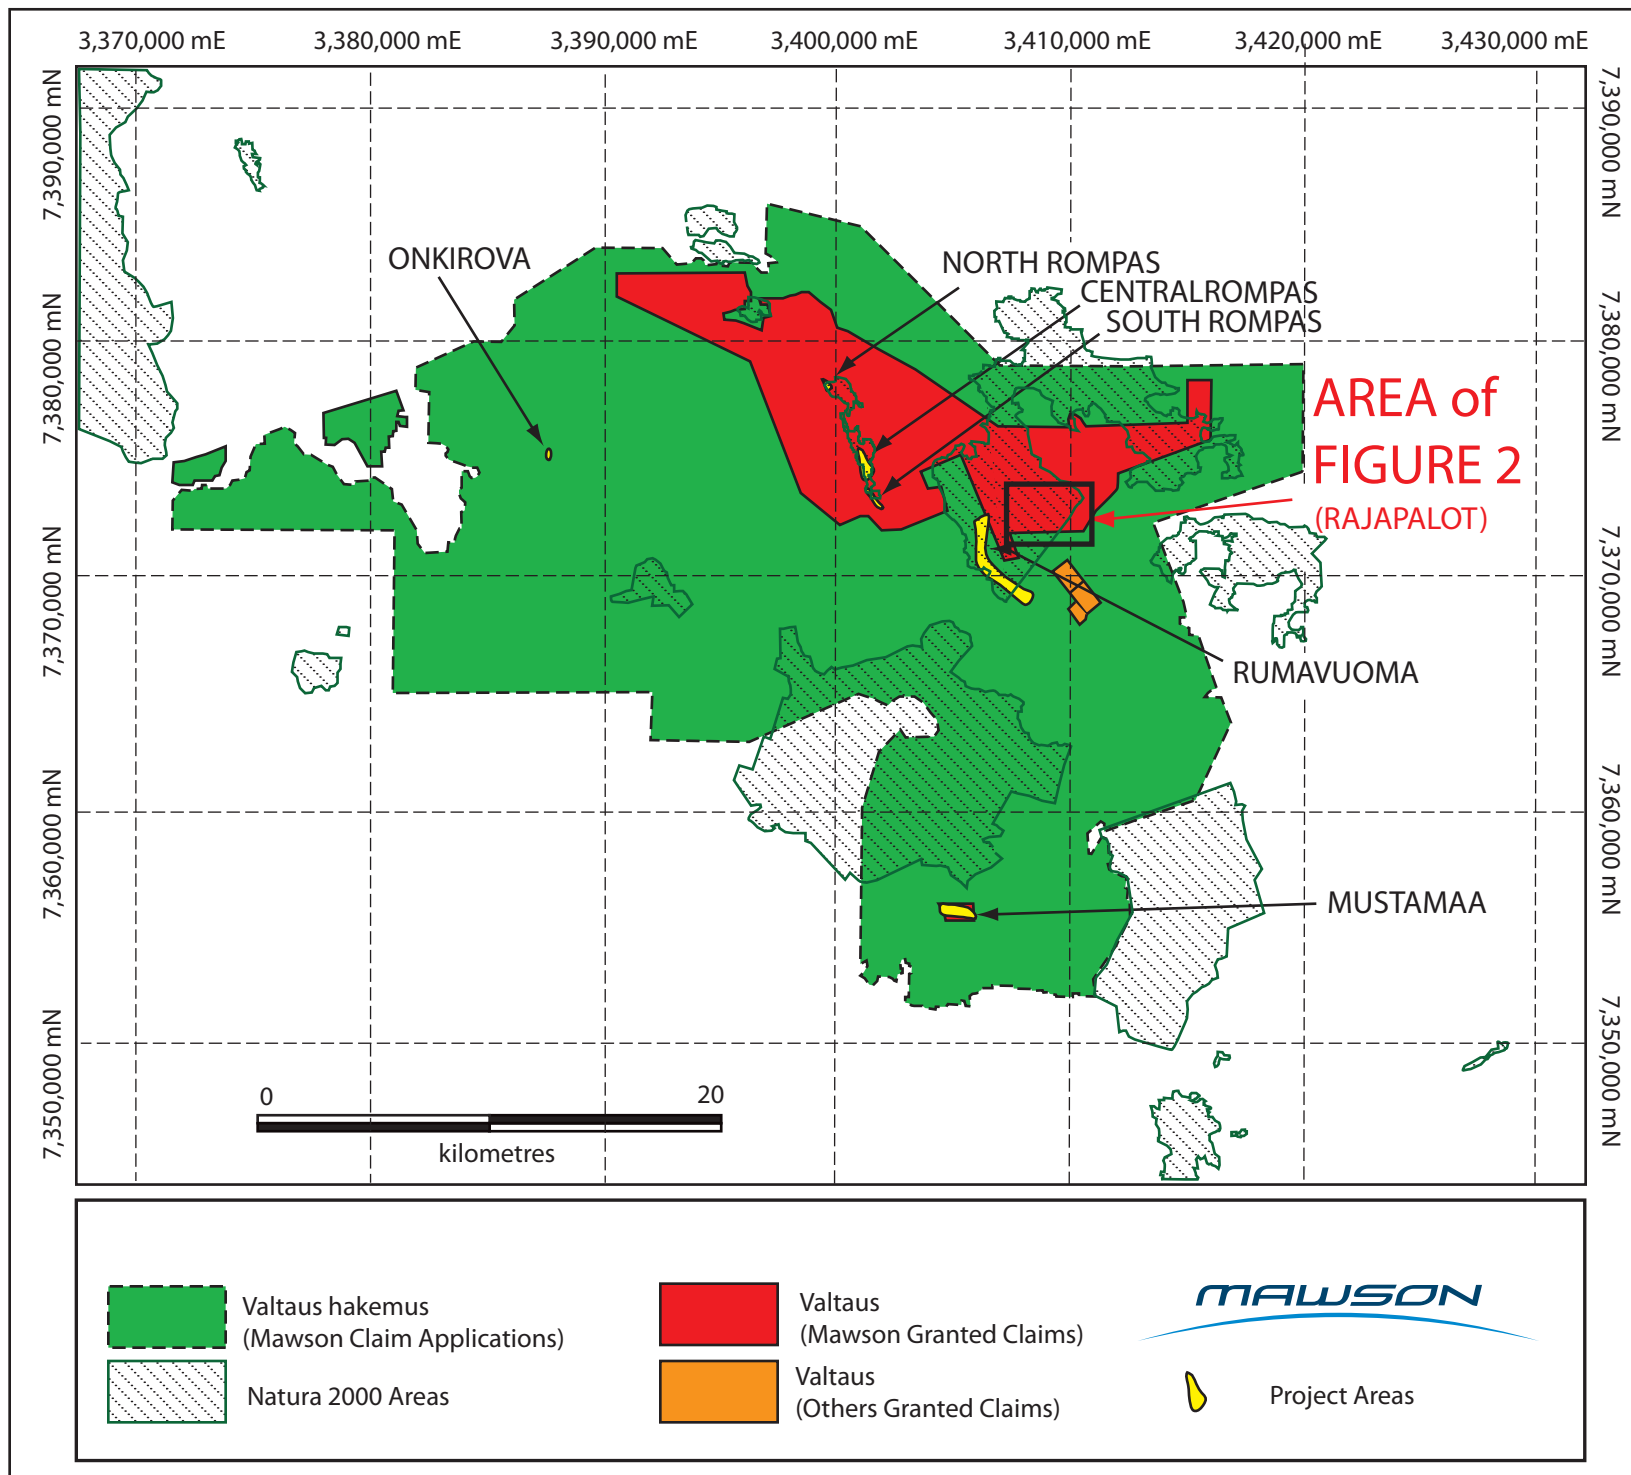 3,370,000 mE
3,380,000 mE
3,390,000 mE
3,400,000 mE
3,410,000 mE
3,420,000 mE
3,430,000 mE
7,390,000 mN
7,390,000 mN
ONKIROVA
NORTH ROMPAS
CENTRALROMPAS
SOUTH ROMPAS
7,380,000 mN
7,380,000 mN
AREA of
FIGURE 2
(RAJAPALOT)
7,370,000 mN
7,370,000 mN
RUMAVUOMA
7,360,000 mN
7,360,000 mN
MUSTAMAA
7,350,000 mN
7,350,000 mN
0
20
kilometres
Valtaus hakemus
(Mawson Claim Applications)
Natura 2000 Areas
Valtaus
(Mawson Granted Claims)
Valtaus
(Others Granted Claims)
MAWSON
Project Areas